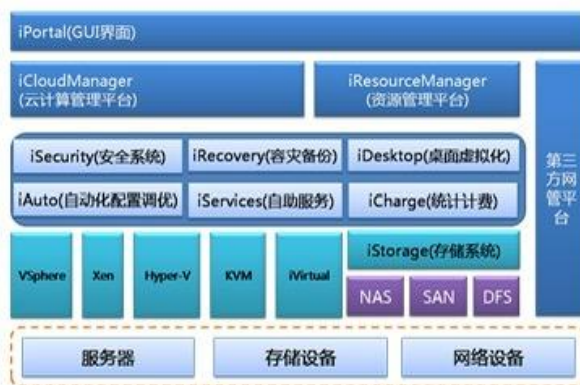 iPortal(GUI界面)
iCloudManager
(云计算管理平台)
iResourceManager
(资源管理平台)
第三方网管平台
iSecurity(安全系统)
iRecovery(容灾备份)
iDesktop(桌面虚拟化)
iAuto(自动化配置调优)
iServices(自助服务)
iCharge(统计计费)
VSphere
Xen
Hyper-V
KVM
iVirtual
iStorage(存储系统)
NAS
SAN
DFS
服务器
存储设备
网络设备